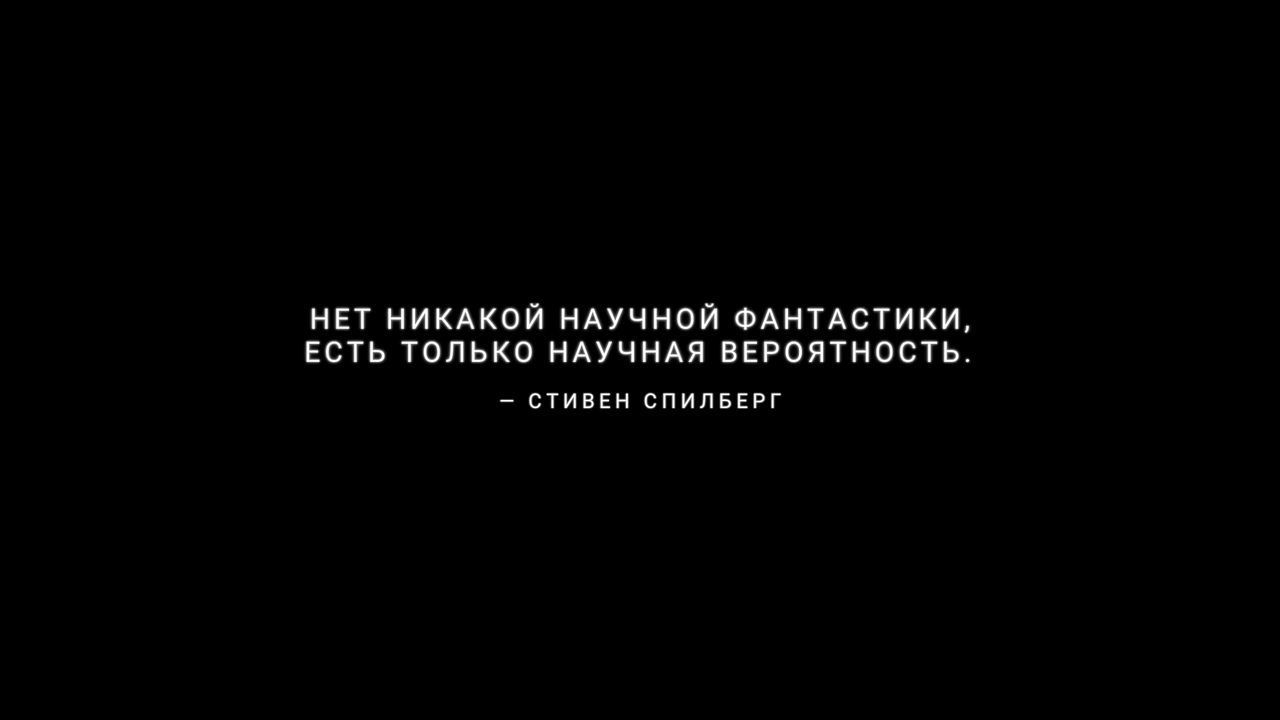 НЕТ НИКАКОЙ НАУЧНОЙ ФАНТАСТИКИ,
ЕСТЬ ТОЛЬКО НАУЧНАЯ ВЕРОЯТНОСТЬ.
— СТИВЕН СПИЛБЕРГ